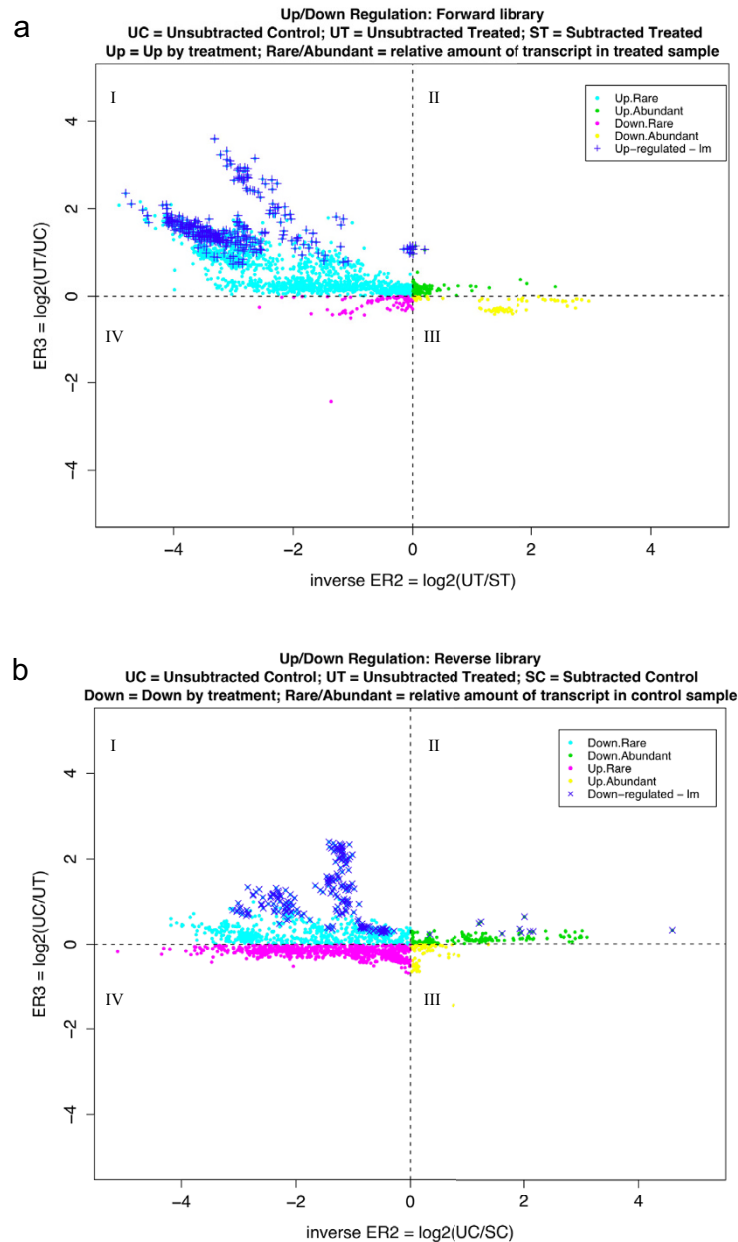 a
Up/Down Regulation: Forward library
UC = Unsubtracted Control; UT = Unsubtracted Treated; ST = Subtracted Treated
Up = Up by treatment; Rare/Abundant = relative amount of transcript in treated sample
I
II
Up.Rare
Up.Abundant
Down.Rare
Down.Abundant
Up-regulated - lm
4
2
0
−2
−4
ER3 = log2(UT/UC)
IV
III
−4
−2
0
2
4
inverse ER2 = log2(UT/ST)
b
Up/Down Regulation: Reverse library
UC = Unsubtracted Control; UT = Unsubtracted Treated; SC = Subtracted Control
Down = Down by treatment; Rare/Abundant = relative amount of transcript in control sample
I
II
Down.Rare
Down.Abundant
Up.Rare
Up.Abundant
Down-regulated - lm
4
2
0
−2
−4
ER3 = log2(UC/UT)
IV
III
−4
−2
0
2
4
inverse ER2 = log2(UC/SC)